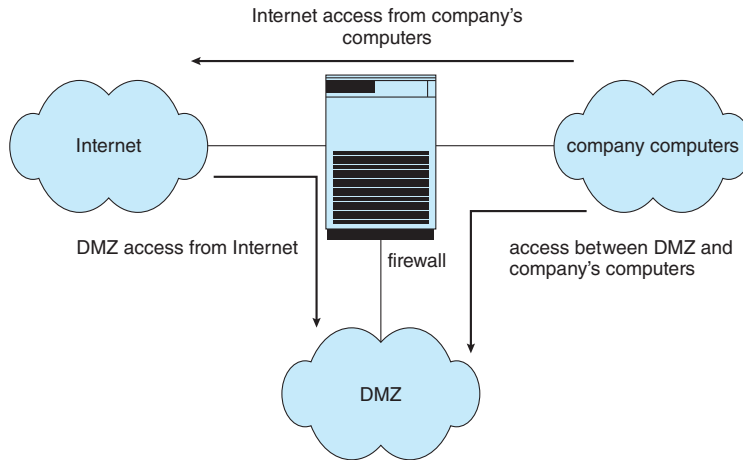 Internet access from company’s
computers
Internet
company computers
DMZ access from Internet
firewall
access between DMZ and
company’s computers
DMZ